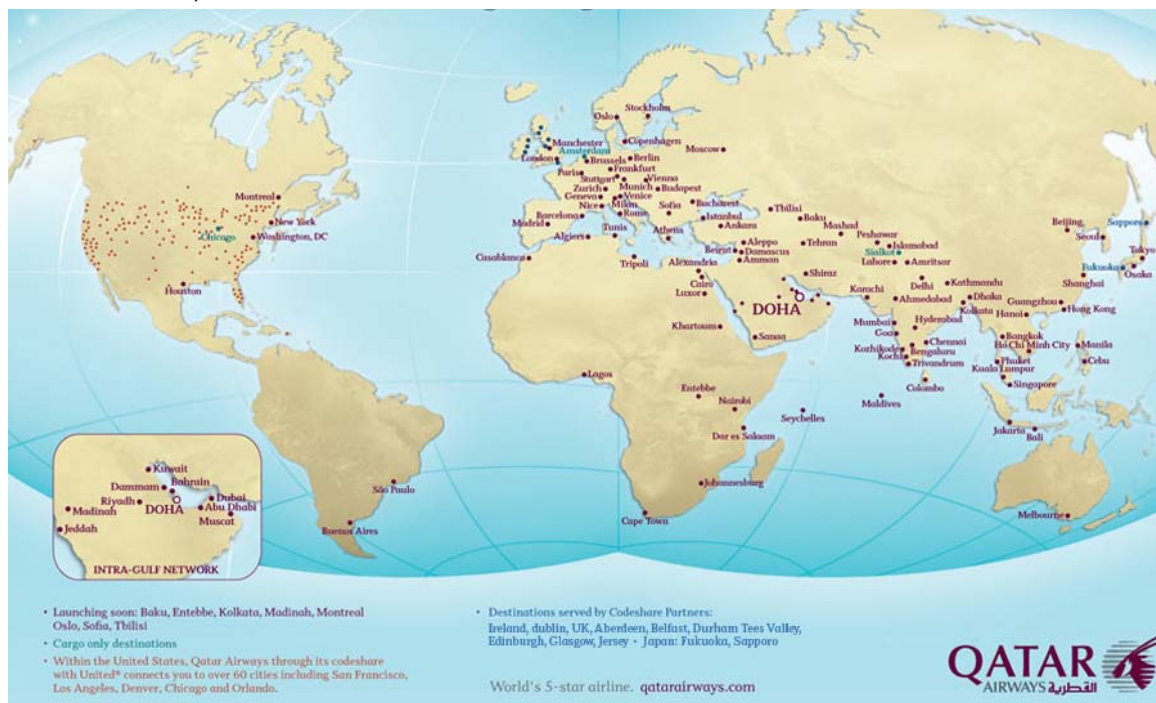 Stockholm
Oslo
Copenhagen
Manchester
Amsterdam
Moscow
London
Brussels
Berlin
Paris
Frankfurt
Stuttgart
Vienna
Zurich
Munich
Budapest
Geneva
Venice
Nice
Milan
Bucharest
Montreal
Barcelona
Rome
Sofia
Istanbul
Tbilisi
New York
Madrid
Ankara
Baku
Mashad
Beijing
Sapporo
Chicago
Washington, DC
Algiers
Tunis
Athens
Aleppo
Tehran
Peshawar
Islamabad
Seoul
Tokyo
Casablanca
Tripoli
Beirut
Damascus
Sialkot
Alexandria
Amman
Lahore
Amritsar
Fukuoka
Osaka
Houston
Cairo
Shiraz
Delhi
Kathmandu
Shanghai
Luxor
Karachi
DOHA
Ahmedabad
Dhaka
Guangzhou
Kolkata
Hong Kong
Hanoi
Khartoum
Mumbai
Hyderabad
Sanaa
Goa
Bangkok
Chennai
Ho Chi Minh City
Manila
Kozhikode
Bengaluru
Kochi
Phuket
Cebu
Trivandrum
Kuala Lumpur
Lagos
Colombo
Singapore
Entebbe
Nairobi
Maldives
Seychelles
Dar es Salaam
Jakarta
Bali
São Paulo
Johannesburg
Cape Town
Melbourne
Buenos Aires
Kuwait
Dammam
Bahrain
Riyadh
Dubai
Madinah
DOHA
Abu Dhabi
Muscat
Jeddah
INTRA-GULF NETWORK
• Launching soon: Baku, Entebbe, Kolkata, Madinah, Montreal
Oslo, Sofia, Tbilisi
• Cargo only destinations
• Within the United States, Qatar Airways through its codeshare
with United* connects you to over 60 cities including San Francisco,
Los Angeles, Denver, Chicago and Orlando.
• Destinations served by Codeshare Partners:
Ireland, dublin, UK, Aberdeen, Belfast, Durham Tees Valley,
Edinburgh, Glasgow, Jersey • Japan: Fukuoka, Sapporo
World's 5-star airline. qatarairways.com
QATAR
AIRWAYS القطرية